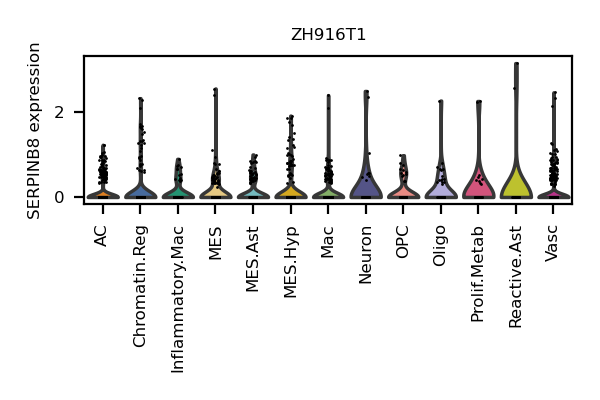 ZH916T1
SERPINB8 expression
2
0
AC
Chromatin.Reg
Inflammatory.Mac
MES
MES.Ast
MES.Hyp
Mac
Neuron
OPC
Oligo
Prolif.Metab
Reactive.Ast
Vasc